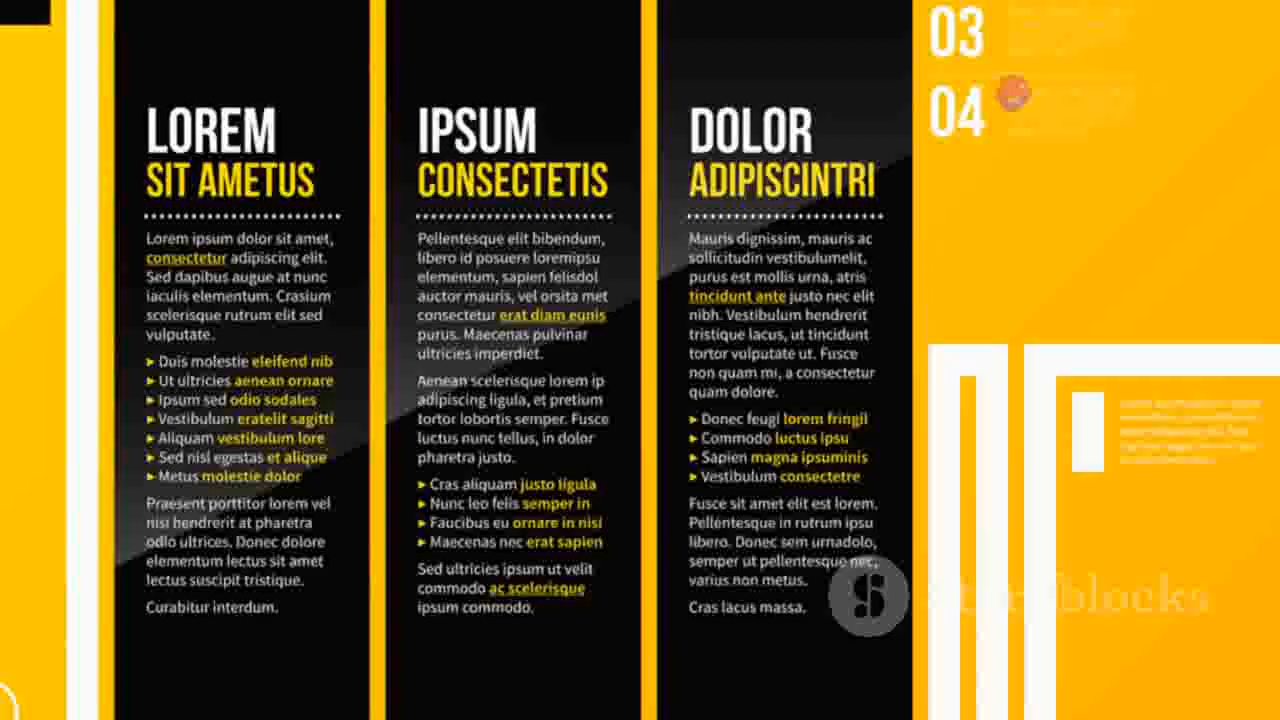 LOREM
SIT AMETUS
Lorem ipsum dolor sit amet,
consectetur adipiscing elit.
Sed dapibus augue at nunc
iaculis elementum. Crasium
scelerisque rutrum elit sed
vulputate.
▸ Duis molestie eleifend nib
▸ Ut ultricies aenean ornare
▸ Ipsum sed odio sodales
▸ Vestibulum eratelit sagitti
▸ Aliquam vestibulum lore
▸ Sed nisl egestas et alique
▸ Metus molestie dolor
Praesent porttitor lorem vel
nisi hendrerit at pharetra
odio ultrices. Donec dolore
elementum lectus sit amet
lectus suscipit tristique.
Curabitur interdum.
IPSUM
CONSECTETIS
Pellentesque elit bibendum,
libero id posuere loremipsu
elementum, sapien felisdol
auctor mauris, vel orsita met
consectetur erat diam eunis
purus. Maecenas pulvinar
ultricies imperdiet.
Aenean scelerisque lorem ip
adipiscing ligula, et pretium
tortor lobortis semper. Fusce
luctus nunc tellus, in dolor
pharetra justo.
▸ Cras aliquam justo ligula
▸ Nunc leo felis semper in
▸ Faucibus eu ornare in nisi
▸ Maecenas nec erat sapien
Sed ultricies ipsum ut velit
commodo ac scelerisque
ipsum commodo.
DOLOR
ADIPISCINTRI
Mauris dignissim, mauris ac
sollicitudin vestibulumelit,
purus est mollis urna, atris
tincidunt ante justo nec elit
nibh. Vestibulum hendrerit
tristique lacus, ut tincidunt
tortor vulputate ut. Fusce
non quam mi, a consectetur
quam dolore.
▸ Donec feugi lorem fringil
▸ Commodo luctus ipsu
▸ Sapien magna ipsuminis
▸ Vestibulum consectetre
Fusce sit amet elit est lorem.
Pellentesque in rutrum ipsu
libero. Donec sem urnadolo,
semper ut pellentesque nec,
varius non metus.
Cras lacus massa.
03
04